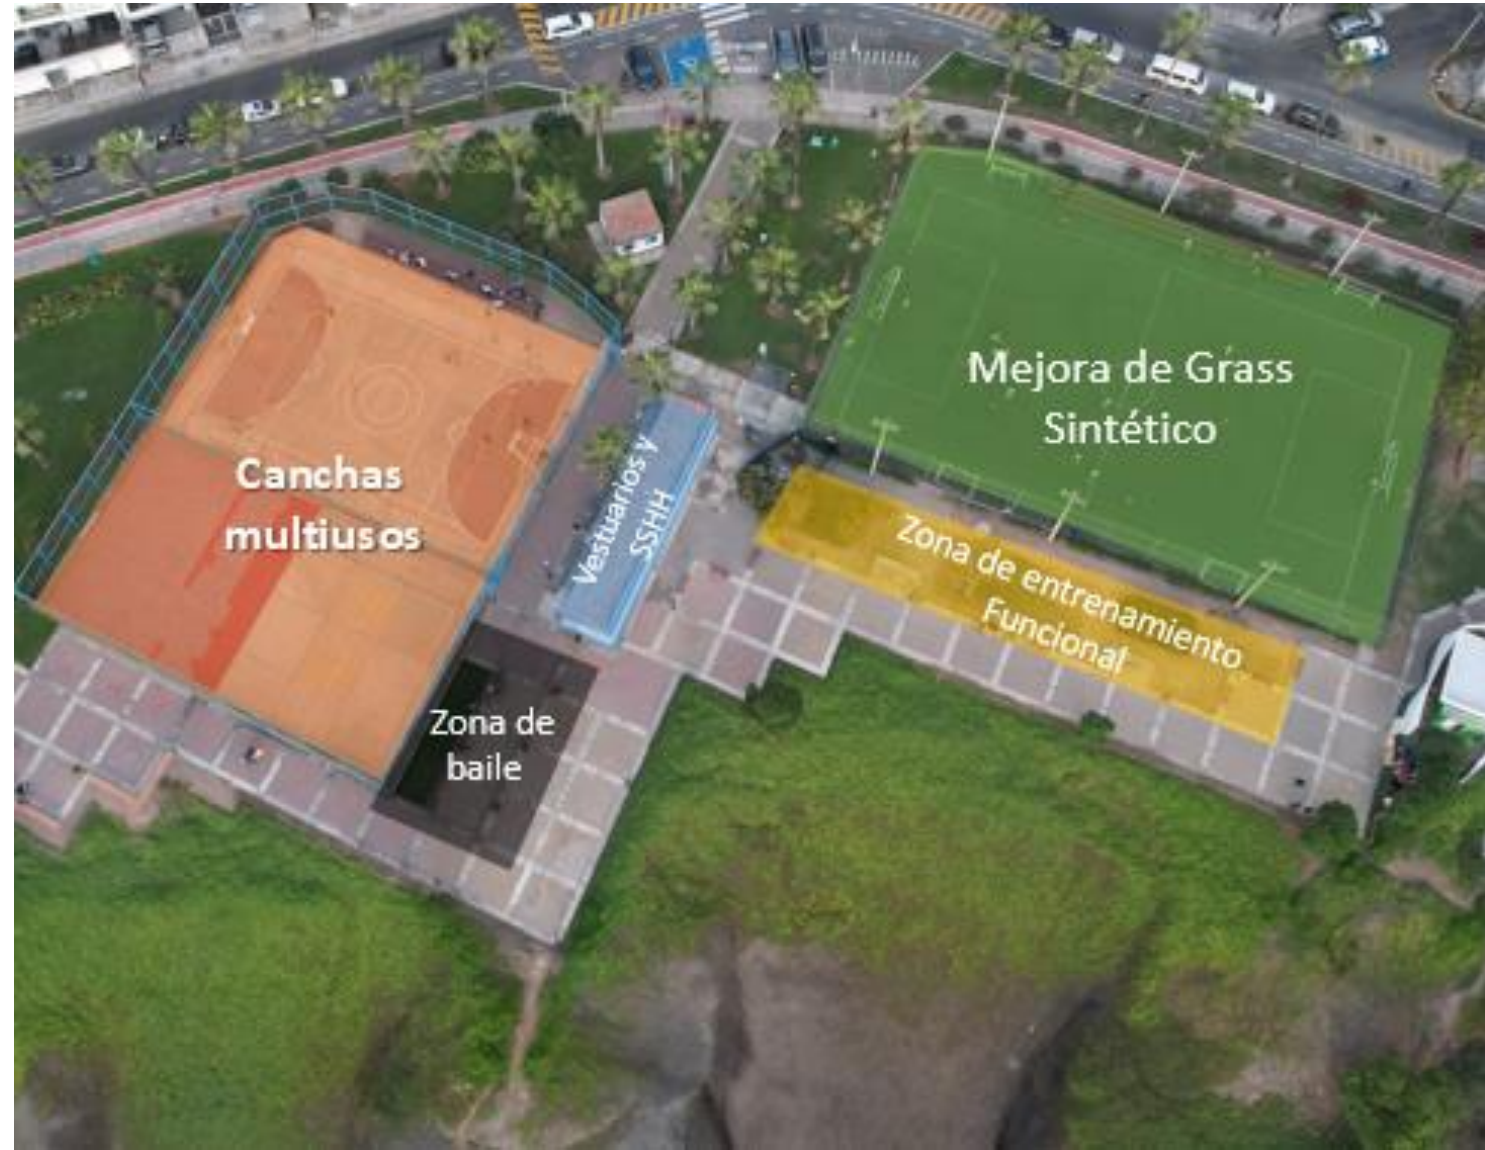 Mejora de Grass
Sintético
Canchas
multiusos
Vestuarios y
SSHH
Zona de entrenamiento
Funcional
Zona de
baile